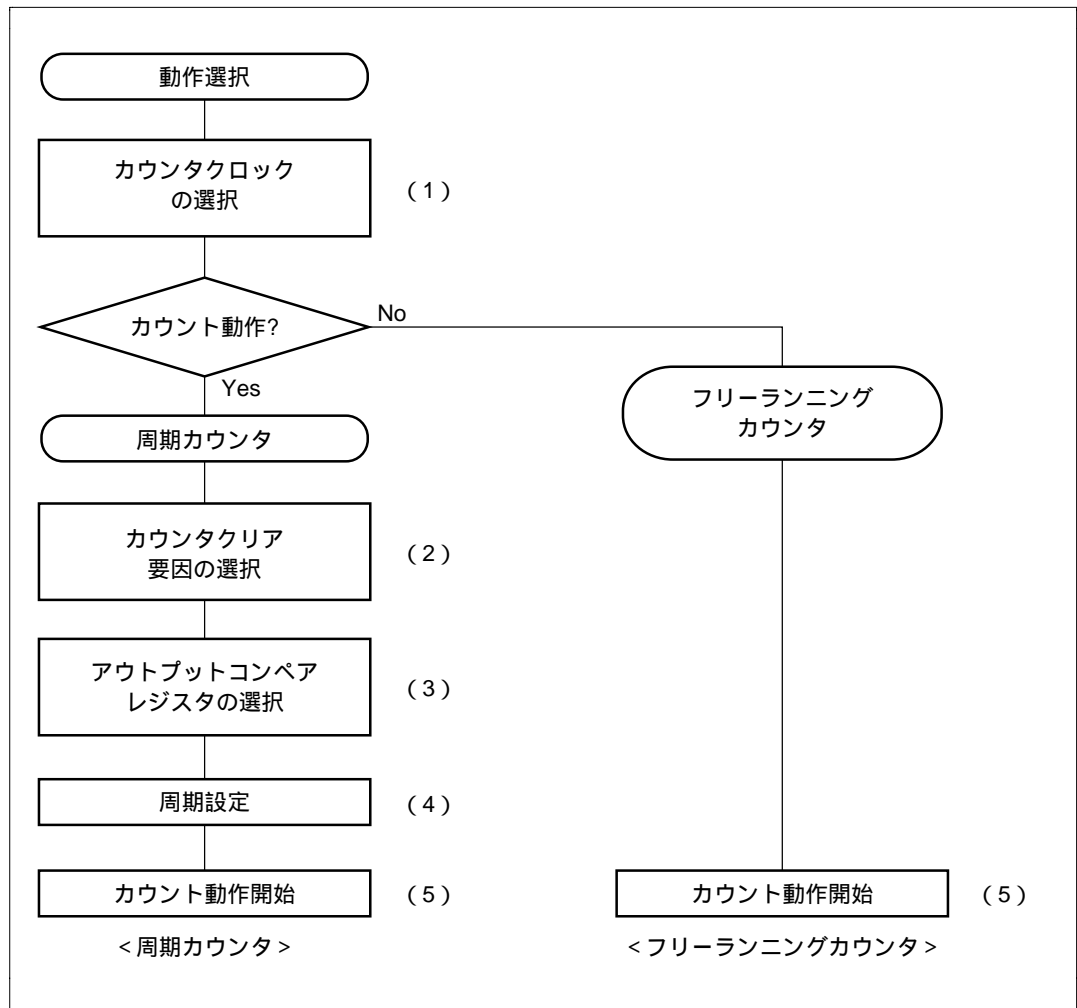 動作選択
カウンタクロック
の選択
（1）
カウント動作?
No
Yes
フリーランニング
カウンタ
周期カウンタ
カウンタクリア
要因の選択
（2）
アウトプットコンペア
レジスタの選択
（3）
周期設定
（4）
カウント動作開始
（5）
カウント動作開始
（5）
<周期カウンタ>
<フリーランニングカウンタ>